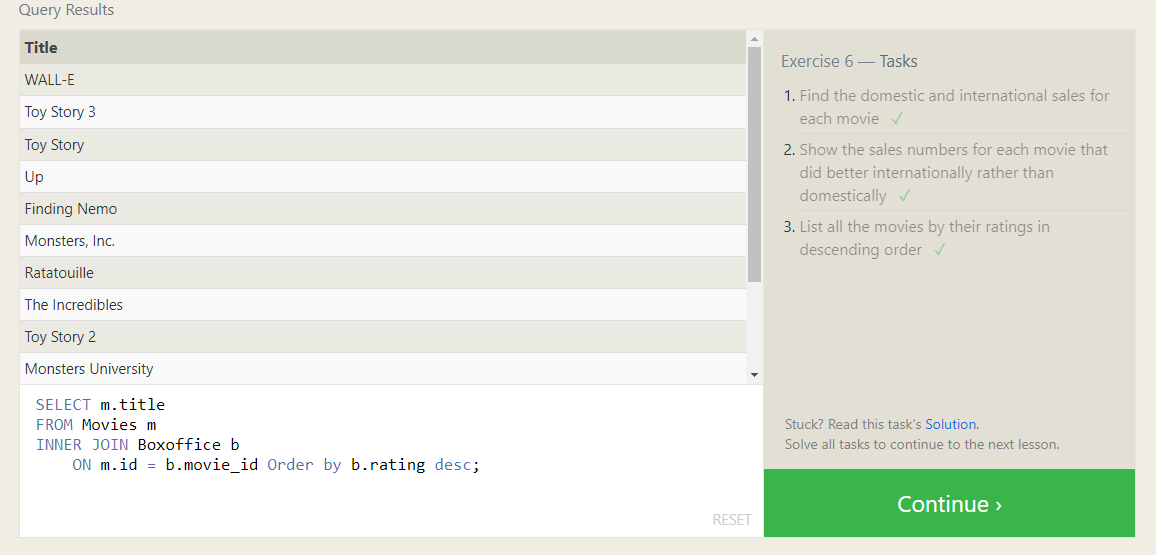 Query Results
Title
WALL-E
Toy Story 3
Toy Story
Up
Finding Nemo
Monsters, Inc.
Ratatouille
The Incredibles
Toy Story 2
Monsters University
SELECT m.title
FROM Movies m
INNER JOIN Boxoffice b
    ON m.id = b.movie_id Order by b.rating desc;
RESET
Exercise 6 — Tasks
1. Find the domestic and international sales for
each movie ✓
2. Show the sales numbers for each movie that
did better internationally rather than
domestically ✓
3. List all the movies by their ratings in
descending order ✓
Stuck? Read this task's Solution.
Solve all tasks to continue to the next lesson.
Continue ›